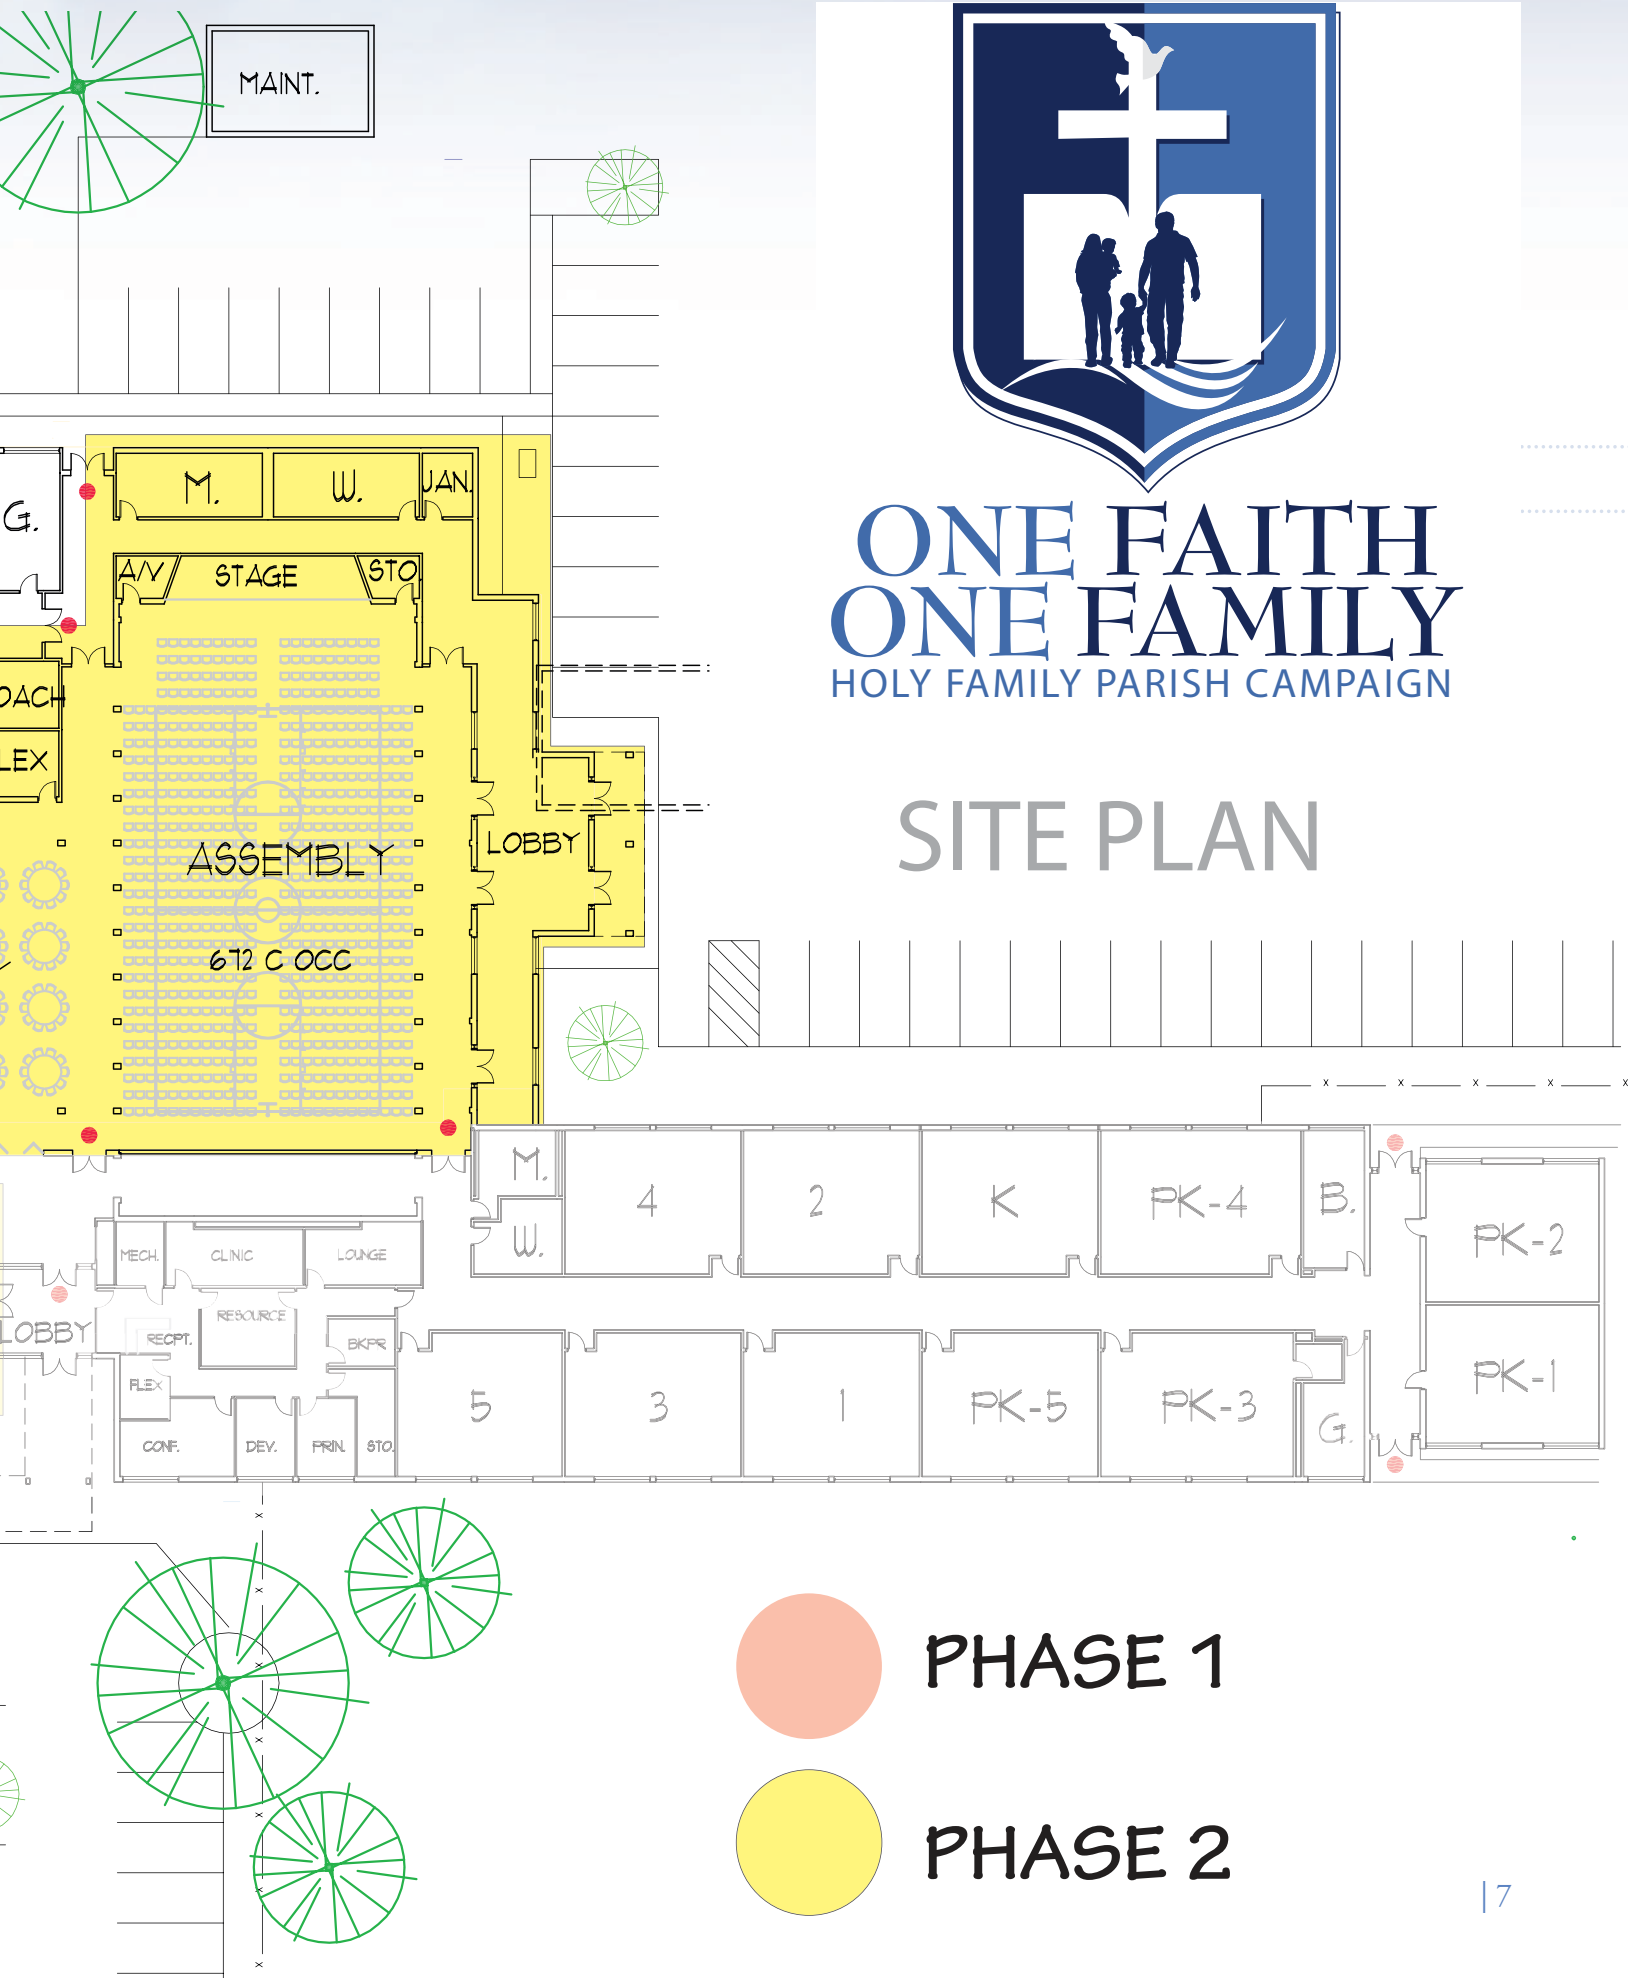 MAINT.
ONE FAITH
ONE FAMILY
HOLY FAMILY PARISH CAMPAIGN
SITE PLAN
G.
M.
W.
JAN.
A/V
STAGE
STO.
OACH
LEX
ASSEMBLY
672 C OCC
LOBBY
M.
W.
4
2
K
PK-4
B.
PK-2
MECH.
CLINIC
LOUNGE
RESOURCE
LOBBY
RECPT.
BKPR
FLEX
CONF.
DEV.
PRIN.
STO.
5
3
1
PK-5
PK-3
G.
PK-1
PHASE 1
PHASE 2
|7